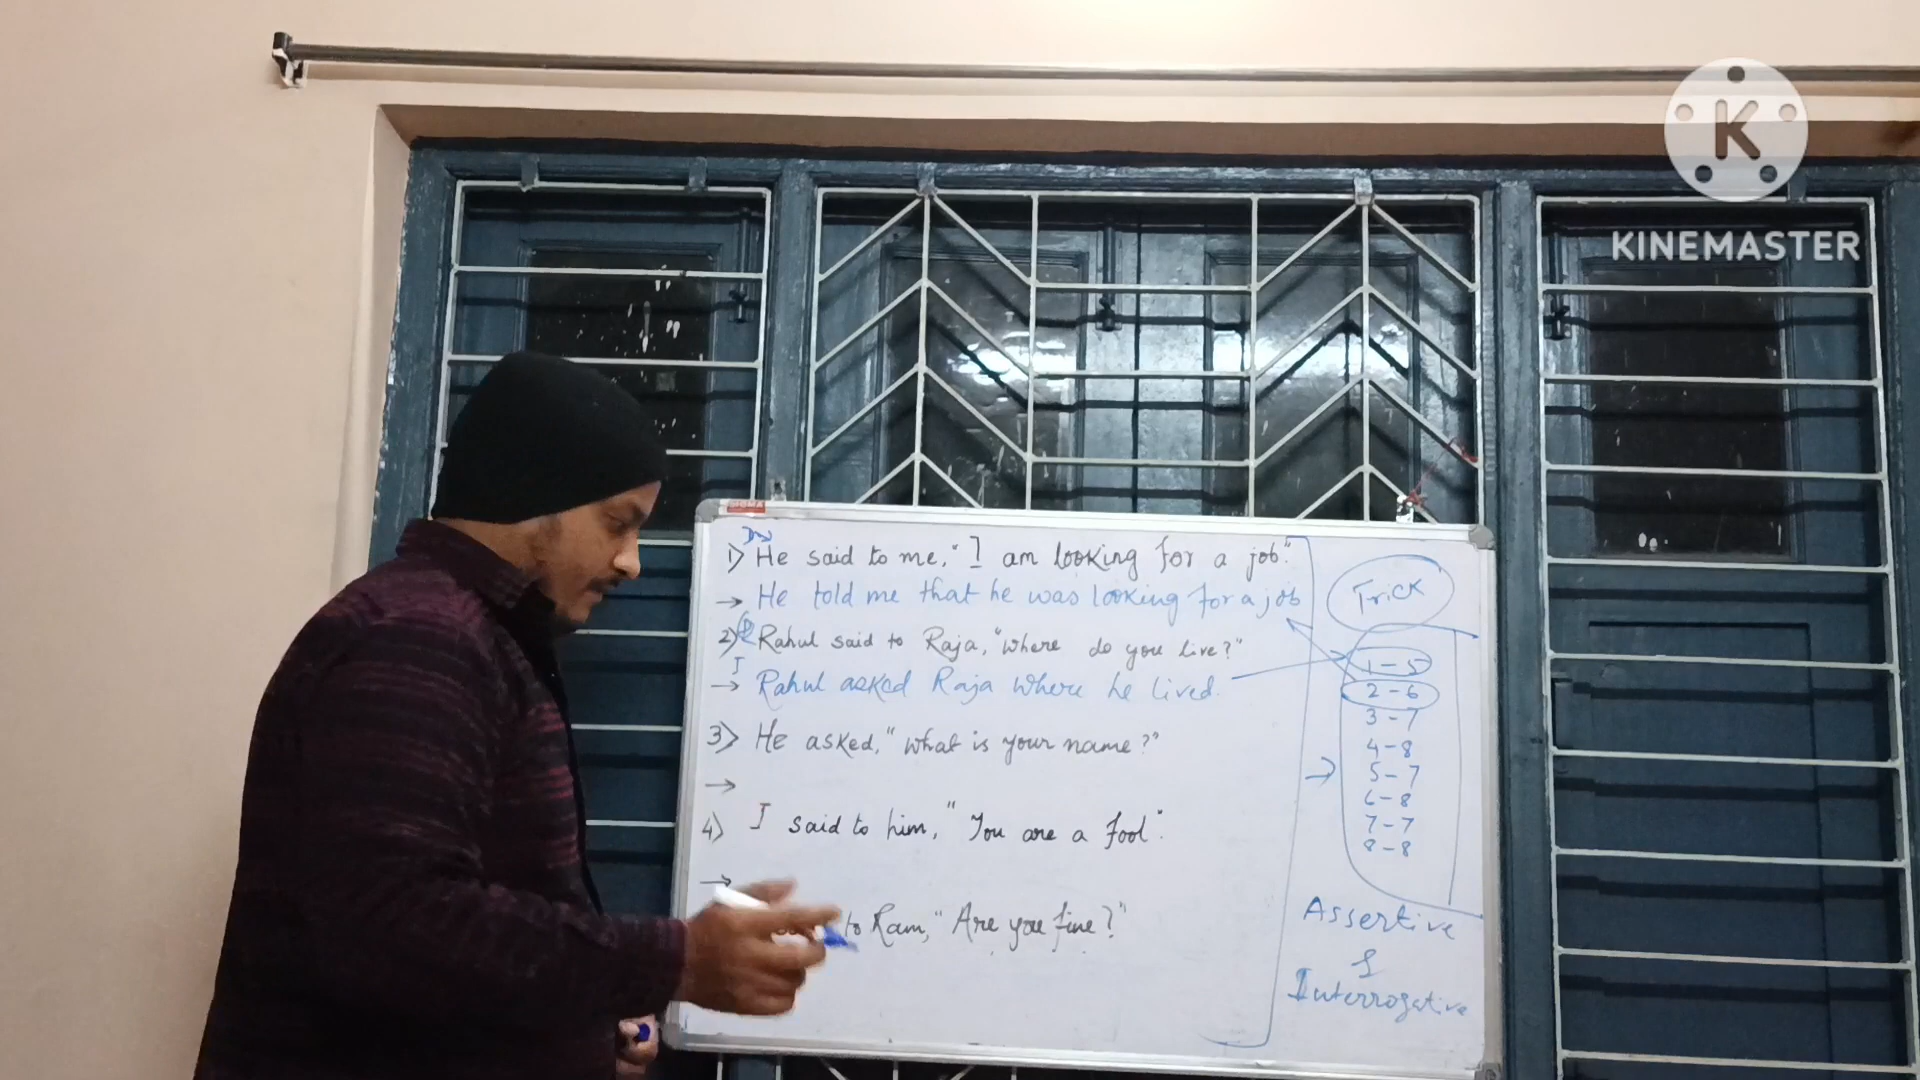 KINEMASTER
1) He said to me, "I am looking for a job."
→ He told me that he was looking for a job
2) Rahul said to Raja, "Where do you live?"
→ Rahul asked Raja where he lived.
3) He asked, "What is your name?"
→
4) I said to him, "You are a fool".
→
to Ram, "Are you fine?"
Trick
1-5
2-6
3-7
4-8
→ 5-7
6-8
7-7
8-8
Assertive
&
Interrogative